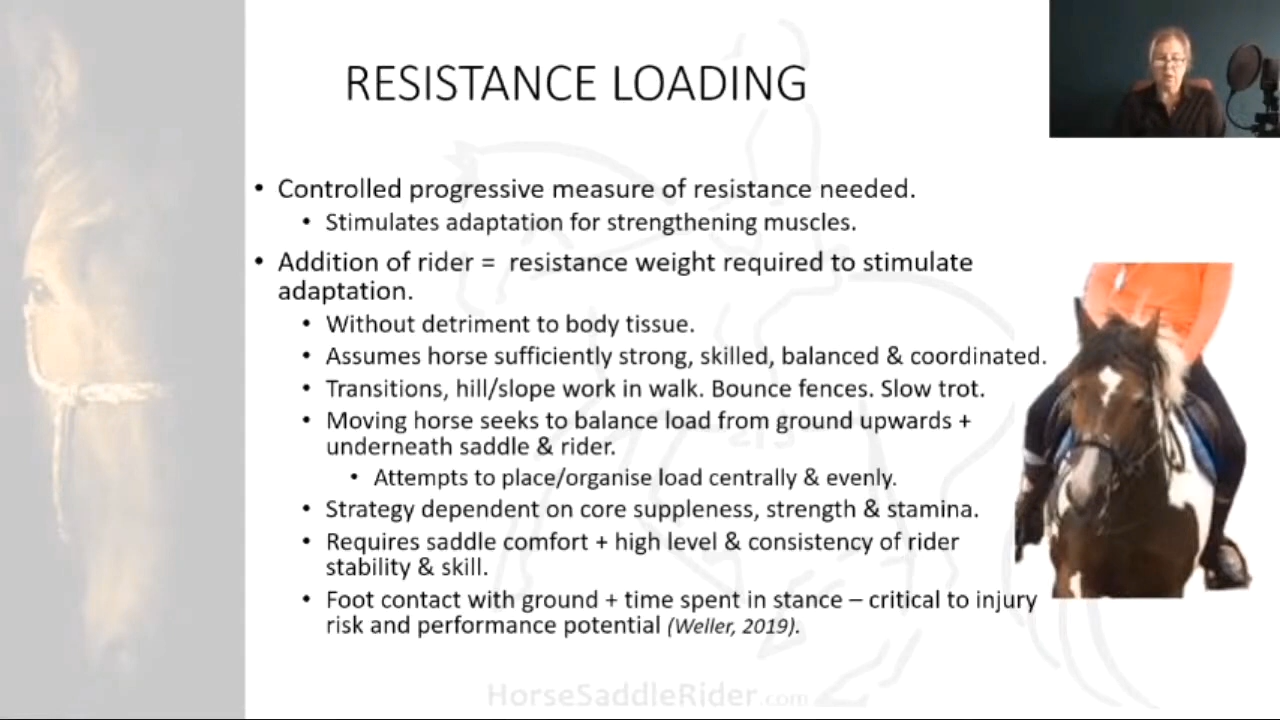 RESISTANCE LOADING
• Controlled progressive measure of resistance needed.
• Stimulates adaptation for strengthening muscles.
• Addition of rider = resistance weight required to stimulate
adaptation.
• Without detriment to body tissue.
• Assumes horse sufficiently strong, skilled, balanced & coordinated.
• Transitions, hill/slope work in walk. Bounce fences. Slow trot.
• Moving horse seeks to balance load from ground upwards +
underneath saddle & rider.
• Attempts to place/organise load centrally & evenly.
• Strategy dependent on core suppleness, strength & stamina.
• Requires saddle comfort + high level & consistency of rider
stability & skill.
• Foot contact with ground + time spent in stance – critical to injury
risk and performance potential (Weller, 2019).
HorseSaddleRider.com